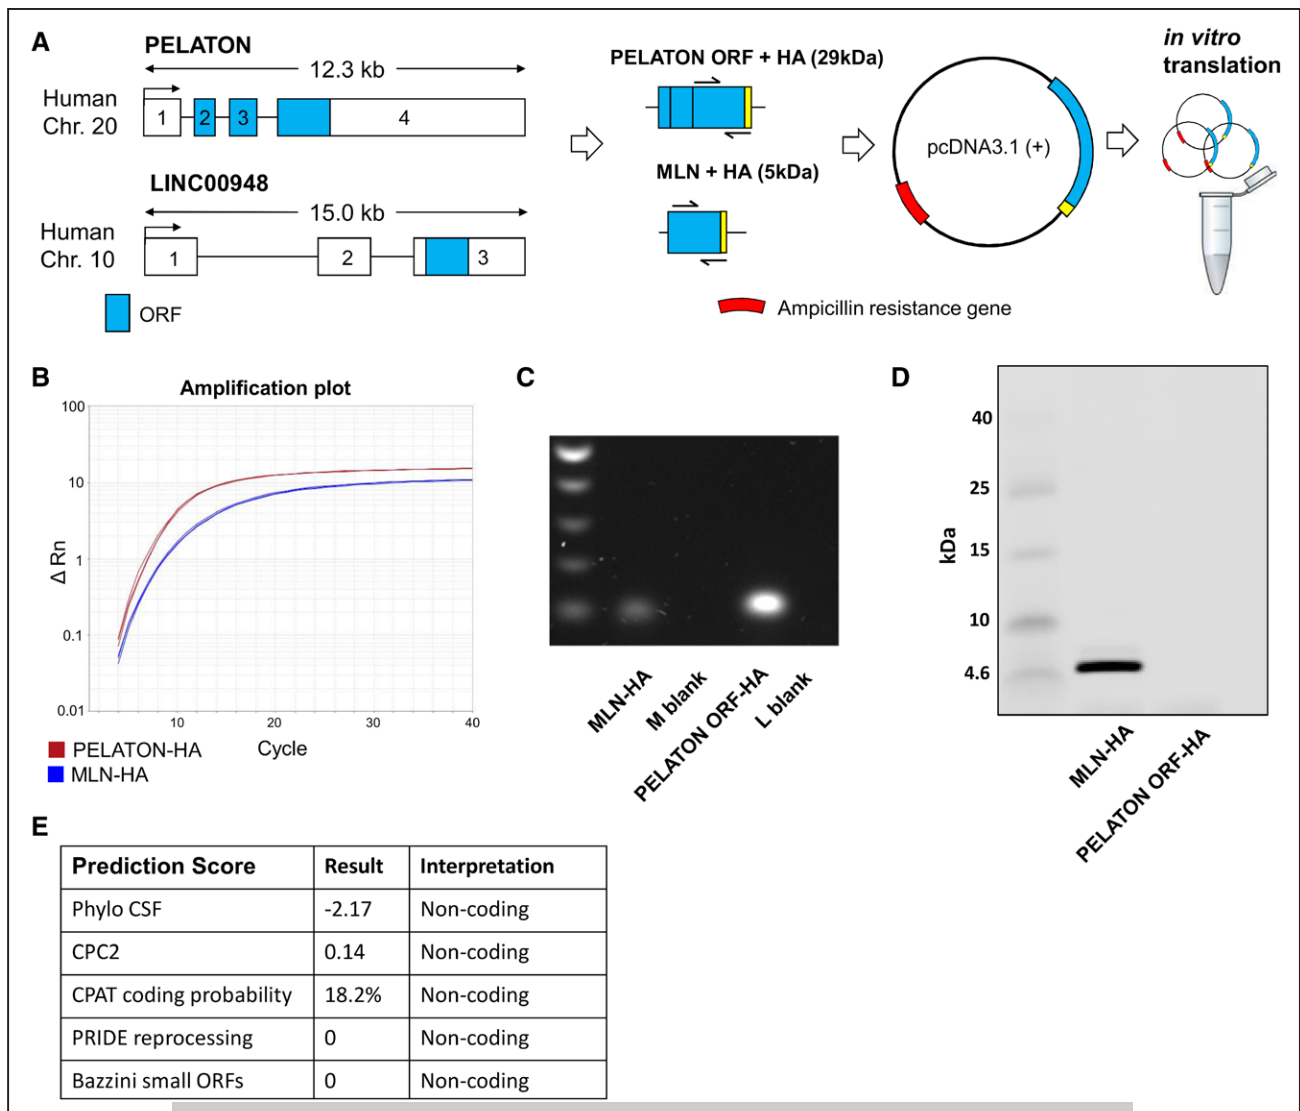 A
PELATON
12.3 kb
Human
Chr. 20
1
2
3
4
LINC00948
15.0 kb
Human
Chr. 10
1
2
3
ORF
PELATON ORF + HA (29kDa)
MLN + HA (5kDa)
pcDNA3.1 (+)
Ampicillin resistance gene
in vitro
translation
B
Amplification plot
100
10
1
0.1
0.01
Δ Rn
10
20
30
40
Cycle
PELATON-HA
MLN-HA
C
MLN-HA
M blank
PELATON ORF-HA
L blank
D
40
25
15
10
4.6
kDa
MLN-HA
PELATON ORF-HA
E
Prediction Score Result Interpretation
Phylo CSF -2.17 Non-coding
CPC2 0.14 Non-coding
CPAT coding probability 18.2% Non-coding
PRIDE reprocessing 0 Non-coding
Bazzini small ORFs 0 Non-coding